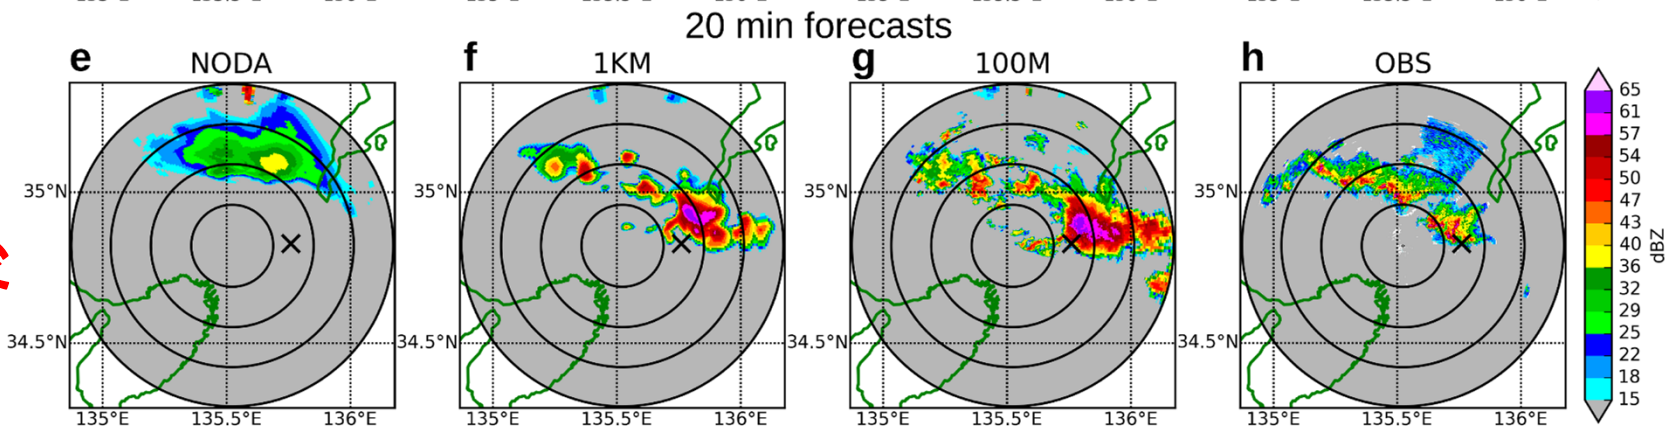 20 min forecasts
e NODA
f 1KM
g 100M
h OBS
35°N 35°N 35°N 35°N
34.5°N 34.5°N 34.5°N 34.5°N
135°E 135.5°E 136°E 135°E 135.5°E 136°E 135°E 135.5°E 136°E 135°E 135.5°E 136°E
65
61
57
54
50
47
43
40
36
32
29
25
22
18
15
dBZ